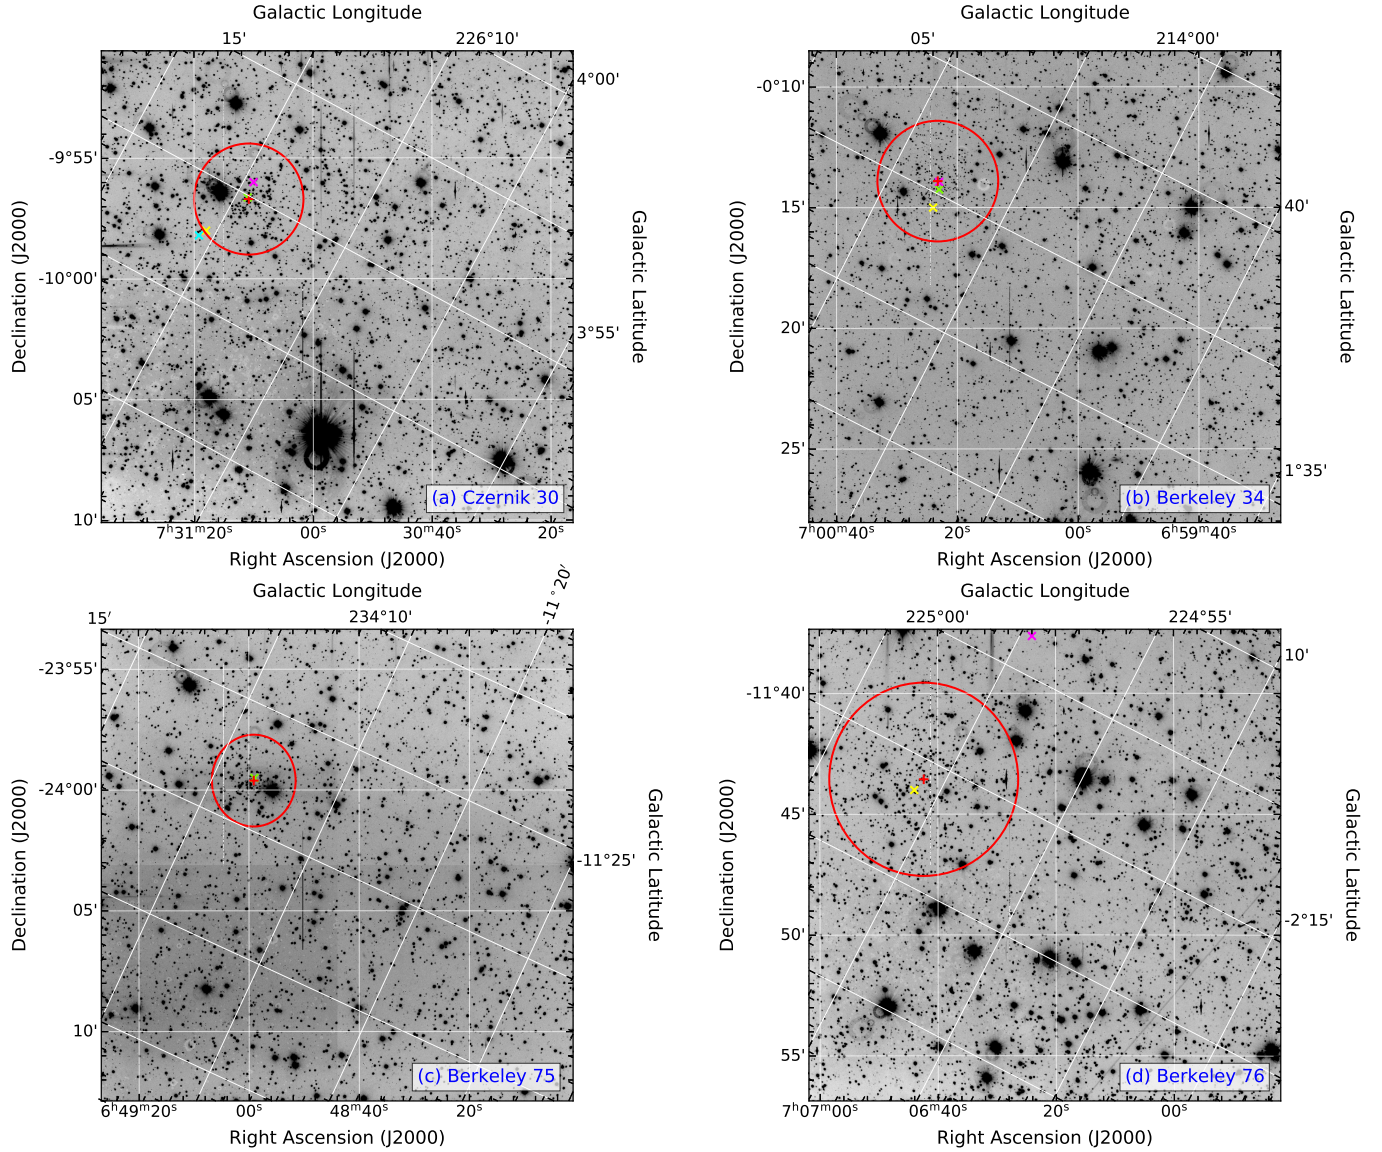 Galactic Longitude
15' 226°10'
4°00'
-9°55'
-10°00'
3°55'
05'
10'
Declination (J2000)
Galactic Latitude
(a) Czernik 30
7ʰ31ᵐ20ˢ 00ˢ 30ᵐ40ˢ 20ˢ
Right Ascension (J2000)
Galactic Longitude
05' 214°00'
-0°10'
15'
40'
20'
25'
1°35'
Declination (J2000)
Galactic Latitude
(b) Berkeley 34
7ʰ00ᵐ40ˢ 20ˢ 00ˢ 6ʰ59ᵐ40ˢ
Right Ascension (J2000)
Galactic Longitude
15′ 234°10' -11°20′
-23°55'
-24°00'
-11°25'
05'
10'
Declination (J2000)
Galactic Latitude
(c) Berkeley 75
6ʰ49ᵐ20ˢ 00ˢ 48ᵐ40ˢ 20ˢ
Right Ascension (J2000)
Galactic Longitude
225°00' 224°55'
10'
-11°40'
45'
-2°15'
50'
55'
Declination (J2000)
Galactic Latitude
(d) Berkeley 76
7ʰ07ᵐ00ˢ 06ᵐ40ˢ 20ˢ 00ˢ
Right Ascension (J2000)